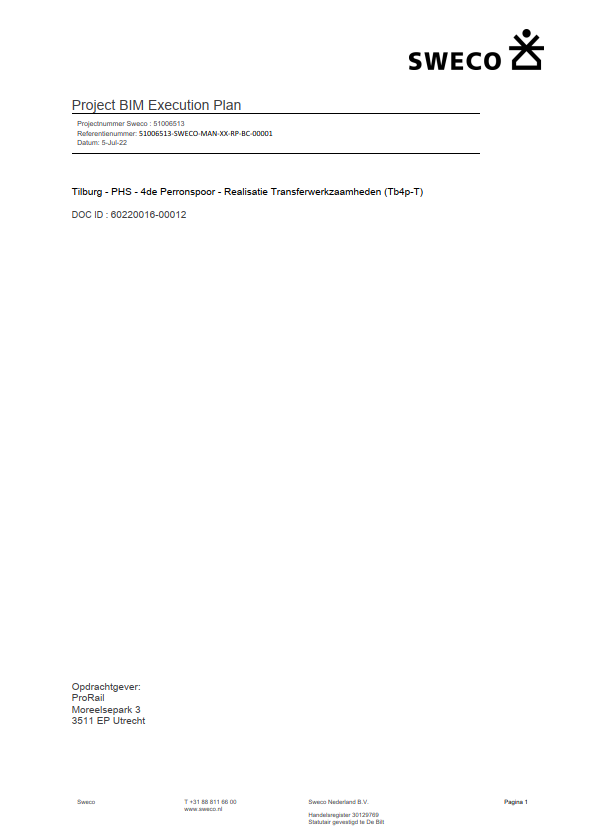 SWECO
Project BIM Execution Plan
Projectnummer Sweco : 51006513
Referentienummer: 51006513-SWECO-MAN-XX-RP-BC-00001
Datum: 5-Jul-22
Tilburg - PHS - 4de Perronspoor - Realisatie Transferwerkzaamheden (Tb4p-T)
DOC ID : 60220016-00012
Opdrachtgever:
ProRail
Moreelsepark 3
3511 EP Utrecht
Sweco
T +31 88 811 66 00
www.sweco.nl
Sweco Nederland B.V.
Handelsregister 30129769
Statutair gevestigd te De Bilt
Pagina 1